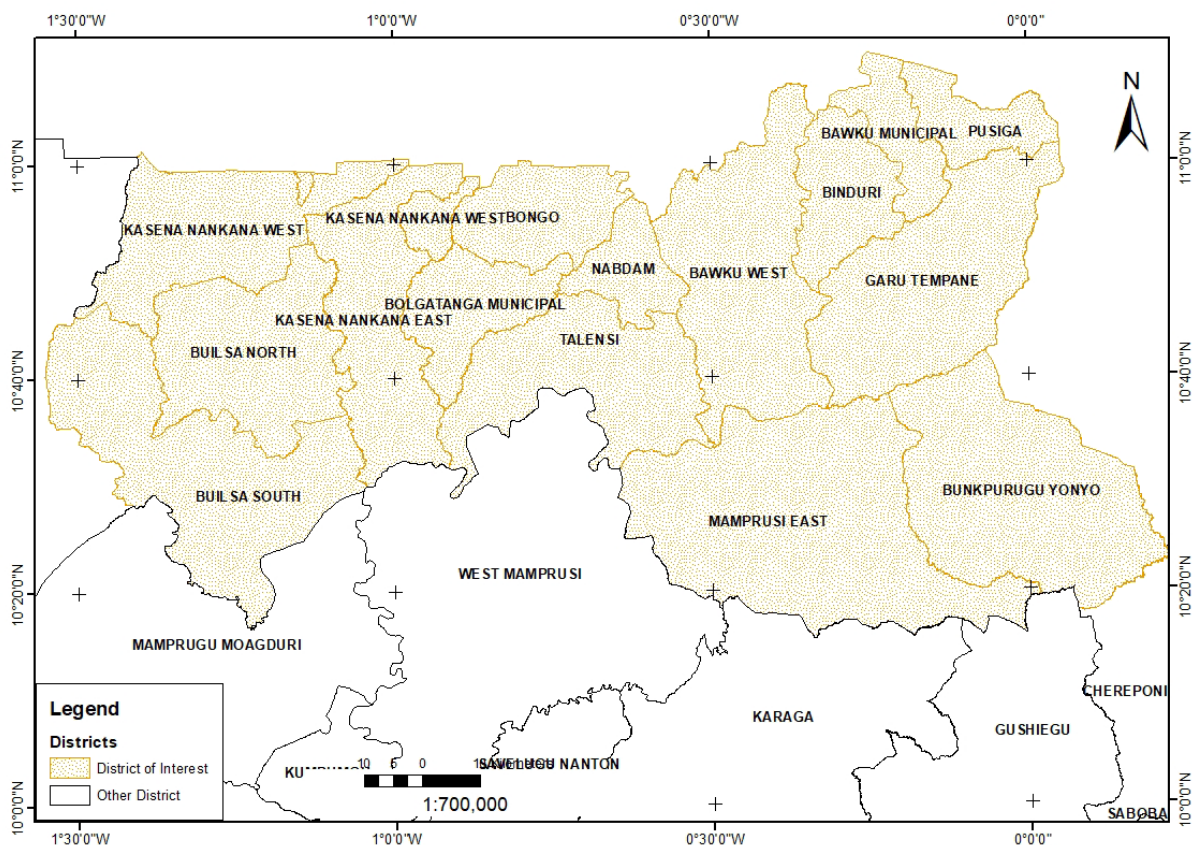 1°30'0"W 1°0'0"W 0°30'0"W 0°0'0"
N
11°0'0"N 11°0'0"N
BAWKU MUNICIPAL PUSIGA
BINDURI
KASENA NANKANA WEST KASENA NANKANA WEST BONGO
NABDAM BAWKU WEST GARU TEMPANE
BOLGATANGA MUNICIPAL
KASENA NANKANA EAST
TALENSI
BUILSA NORTH
10°40'0"N 10°40'0"N
BUILSA SOUTH BUNKPURUGU YONYO
MAMPRUSI EAST
WEST MAMPRUSI
10°20'0"N 10°20'0"N
MAMPRUGU MOAGDURI
CHEREPONI
KARAGA
GUSHIEGU
Legend
Districts
District of Interest
Other District
NANTON
10 5 0
1:700,000
SABOBA
10°0'0"N 10°0'0"N
1°30'0"W 1°0'0"W 0°30'0"W 0°0'0"